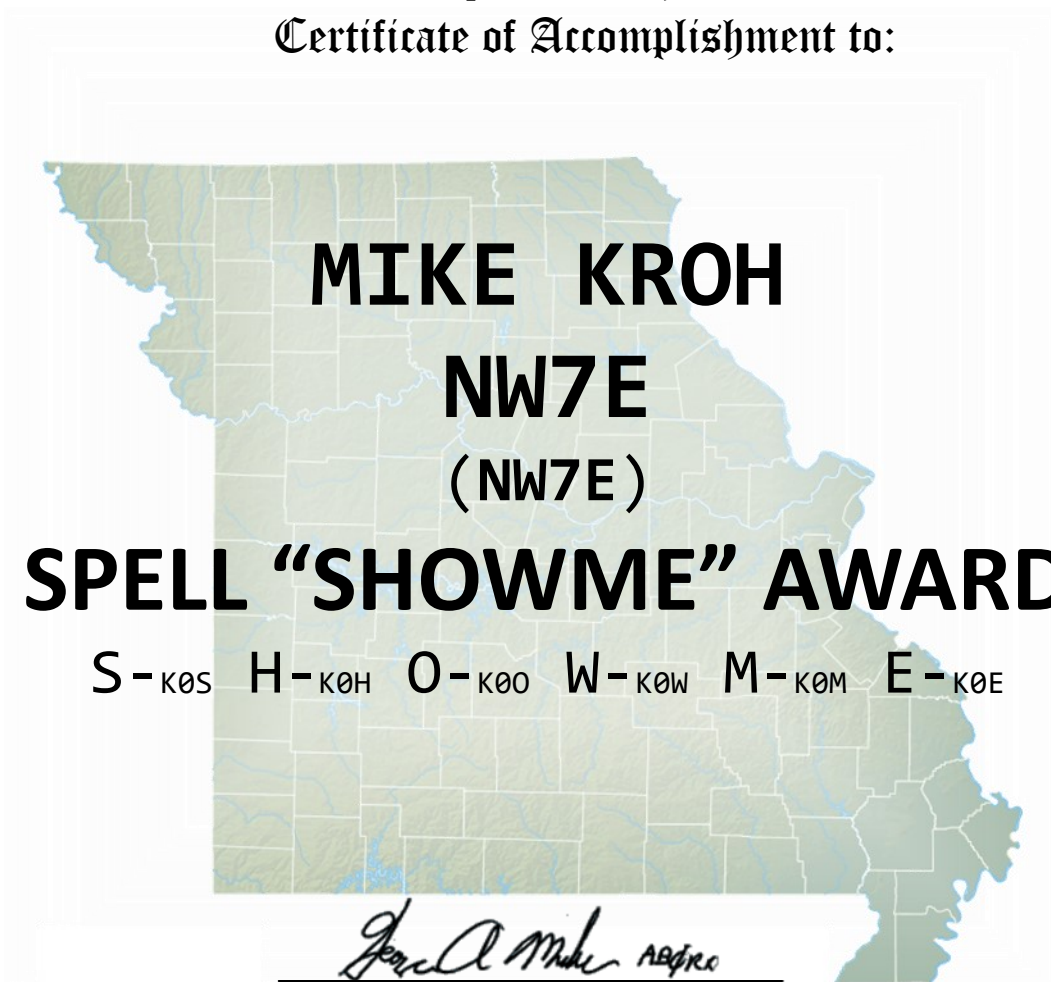 Certificate of Accomplishment to:
MIKE KROH
NW7E
(NW7E)
SPELL “SHOWME” AWARD
S-K0S H-K0H O-K0O W-K0W M-K0M E-K0E